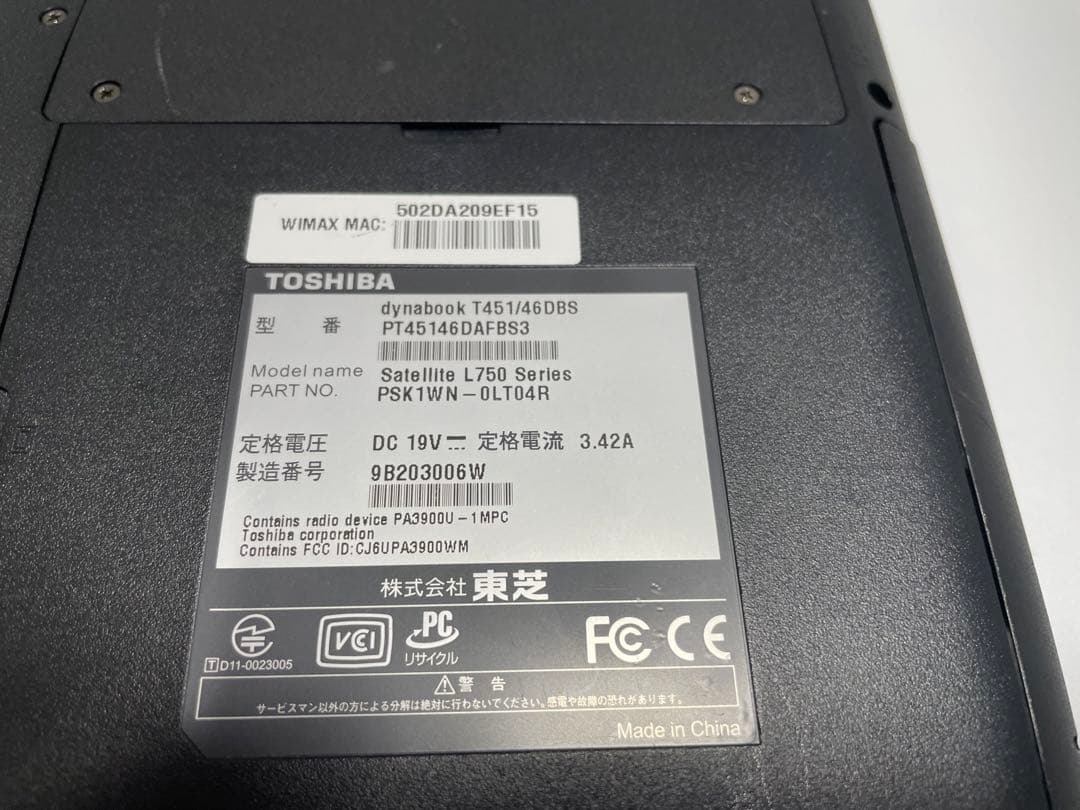 WIMAX MAC: 502DA209EF15
TOSHIBA
型 番 dynabook T451/46DBS
PT45146DAFBS3
Model name Satellite L750 Series
PART NO. PSK1WN-0LT04R
定格電圧 DC 19V 定格電流 3.42A
製造番号 9B203006W
Contains radio device PA3900U-1MPC
Toshiba corporation
Contains FCC ID:CJ6UPA3900WM
株式会社 東芝
T D11-0023005
VCI
PC
リサイクル
FC CE
警告
サービスマン以外の方による分解は絶対に行わないでください。感電や故障の恐れがあります。
Made in China